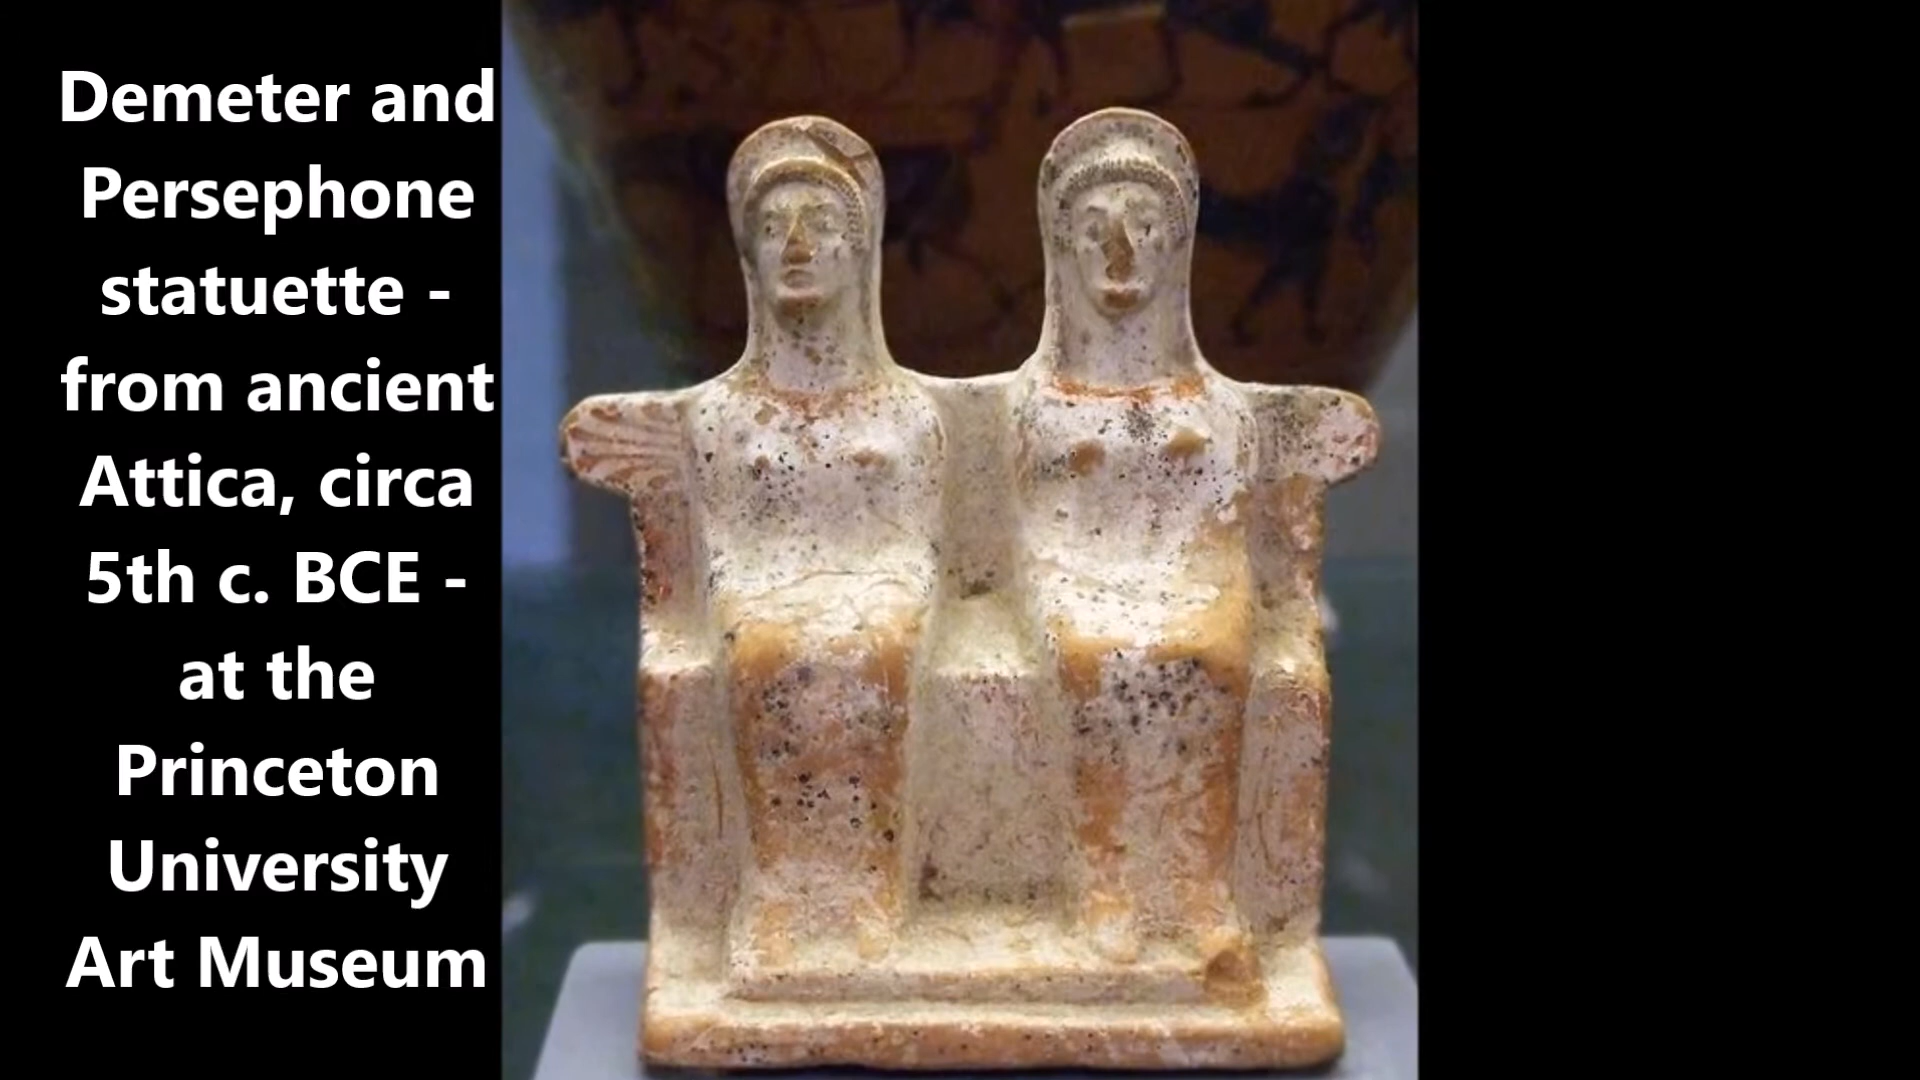 Demeter and
Persephone
statuette -
from ancient
Attica, circa
5th c. BCE -
at the
Princeton
University
Art Museum